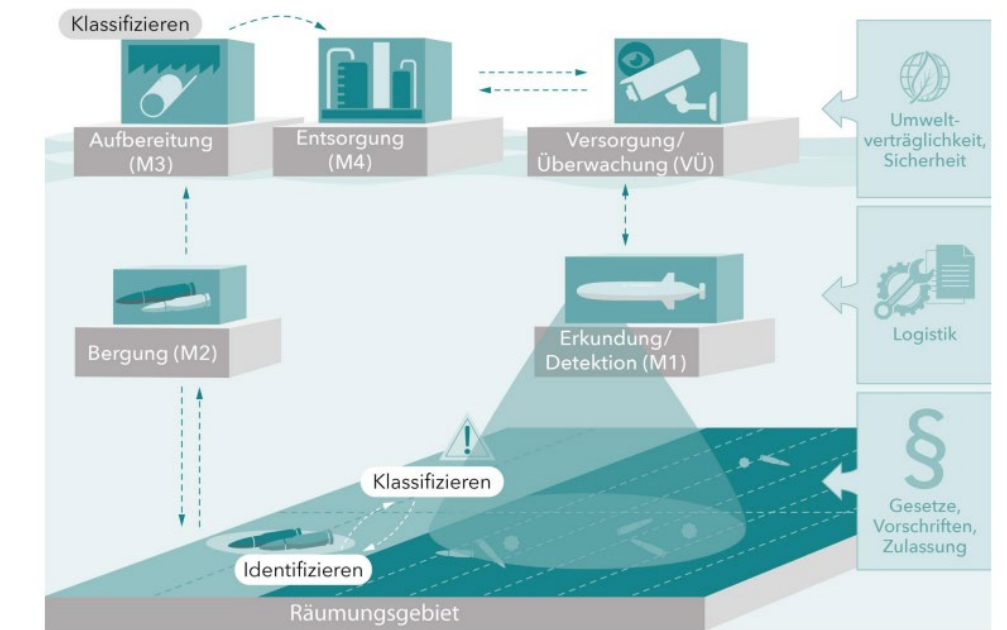 Klassifizieren
Aufbereitung
(M3)
Entsorgung
(M4)
Versorgung/
Überwachung (VÜ)
Umwelt-
verträglichkeit,
Sicherheit
Bergung (M2)
Erkundung/
Detektion (M1)
Logistik
!
Klassifizieren
Identifizieren
§
Gesetze,
Vorschriften,
Zulassung
Räumungsgebiet